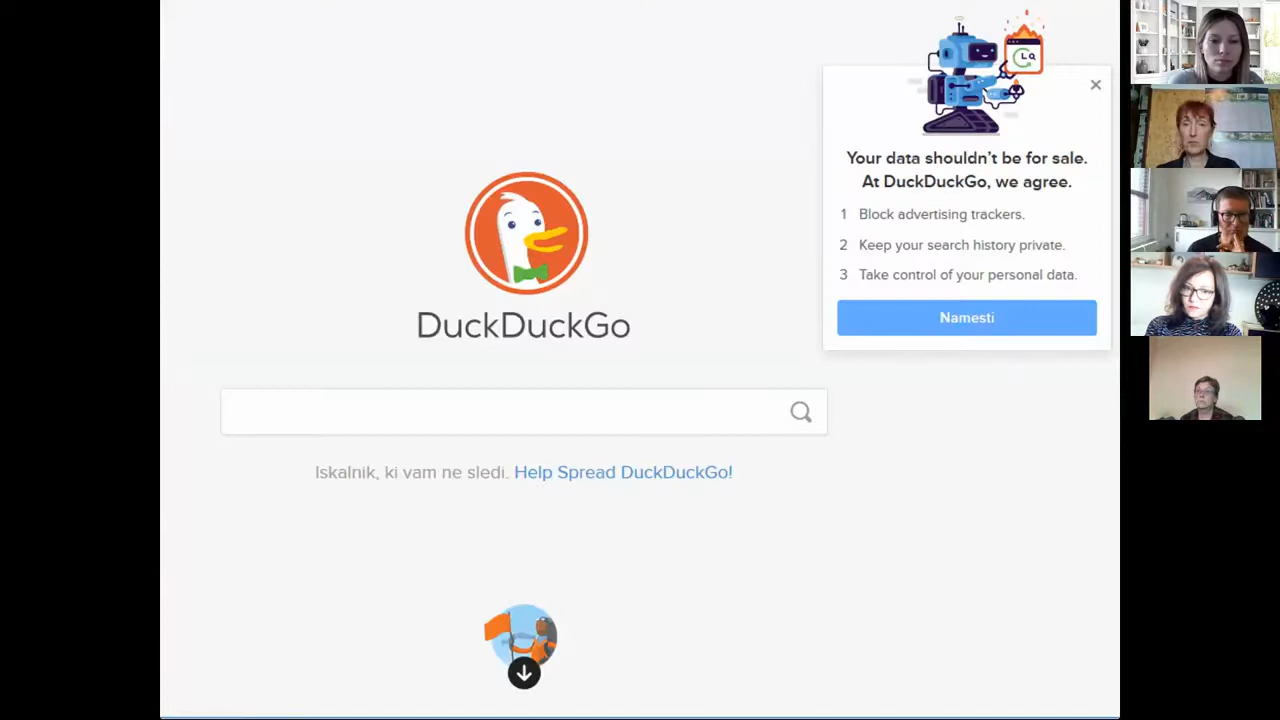 Your data shouldn't be for sale.
At DuckDuckGo, we agree.
1 Block advertising trackers.
2 Keep your search history private.
3 Take control of your personal data.
Namesti
DuckDuckGo
Iskalnik, ki vam ne sledi. Help Spread DuckDuckGo!